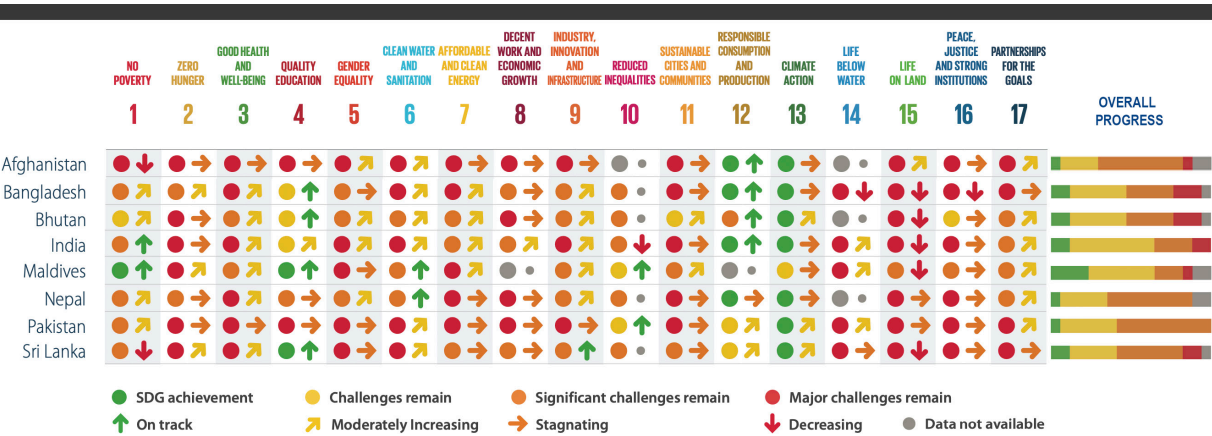 NO POVERTY
1
ZERO HUNGER
2
GOOD HEALTH AND WELL-BEING
3
QUALITY EDUCATION
4
GENDER EQUALITY
5
CLEAN WATER AND SANITATION
6
AFFORDABLE AND CLEAN ENERGY
7
DECENT WORK AND ECONOMIC GROWTH
8
INDUSTRY, INNOVATION AND INFRASTRUCTURE
9
REDUCED INEQUALITIES
10
SUSTAINABLE CITIES AND COMMUNITIES
11
RESPONSIBLE CONSUMPTION AND PRODUCTION
12
CLIMATE ACTION
13
LIFE BELOW WATER
14
LIFE ON LAND
15
PEACE, JUSTICE AND STRONG INSTITUTIONS
16
PARTNERSHIPS FOR THE GOALS
17
OVERALL PROGRESS
Afghanistan
Bangladesh
Bhutan
India
Maldives
Nepal
Pakistan
Sri Lanka
SDG achievement
Challenges remain
Significant challenges remain
Major challenges remain
On track
Moderately Increasing
Stagnating
Decreasing
Data not available